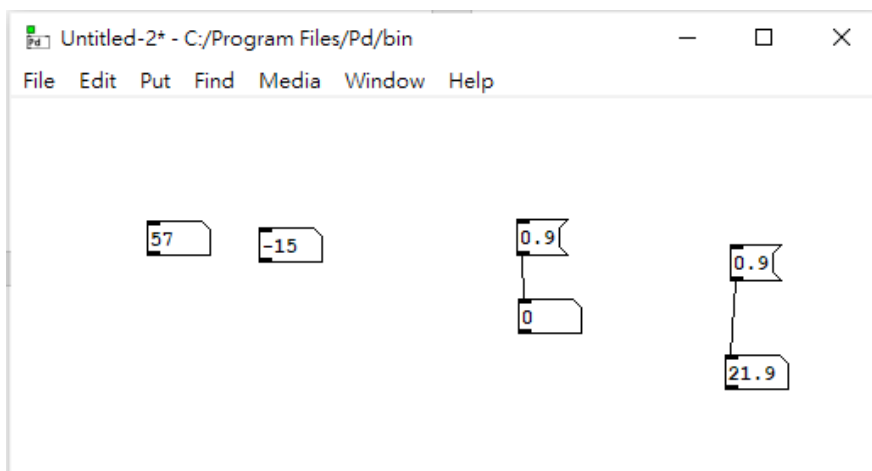 Pd Untitled-2* - C:/Program Files/Pd/bin
File Edit Put Find Media Window Help
57 -15 0.9 0.9
0
21.9